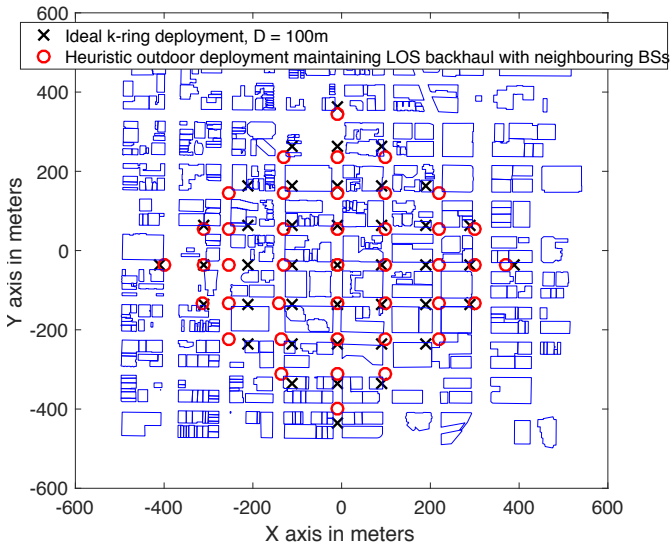 Ideal k-ring deployment, D = 100m
Heuristic outdoor deployment maintaining LOS backhaul with neighbouring BSs
400
200
0
-200
-400
-600
-600 -400 -200 0 200 400 600
Y axis in meters
X axis in meters